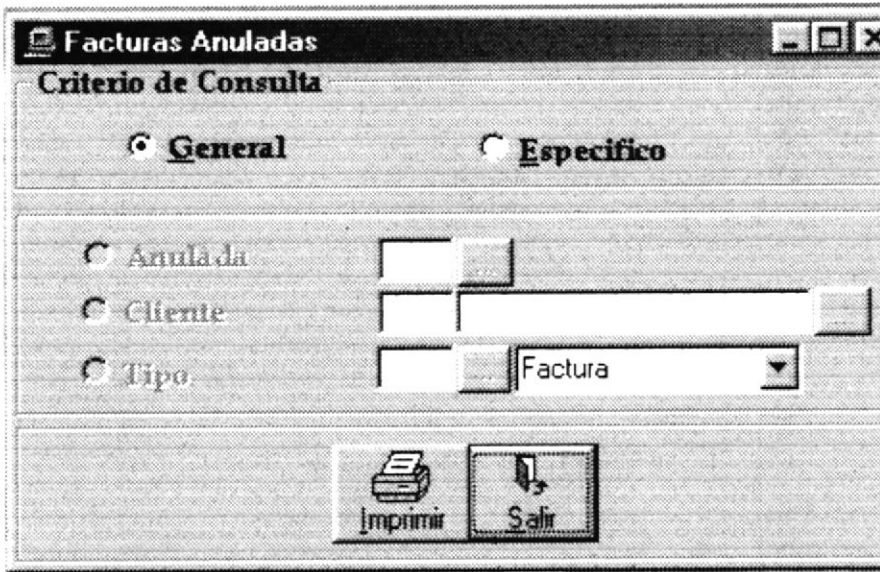 Facturas Anuladas
Criterio de Consulta
General Especifico
Anulada ...
Cliente ...
Tipo ... Factura
Imprimir Salir